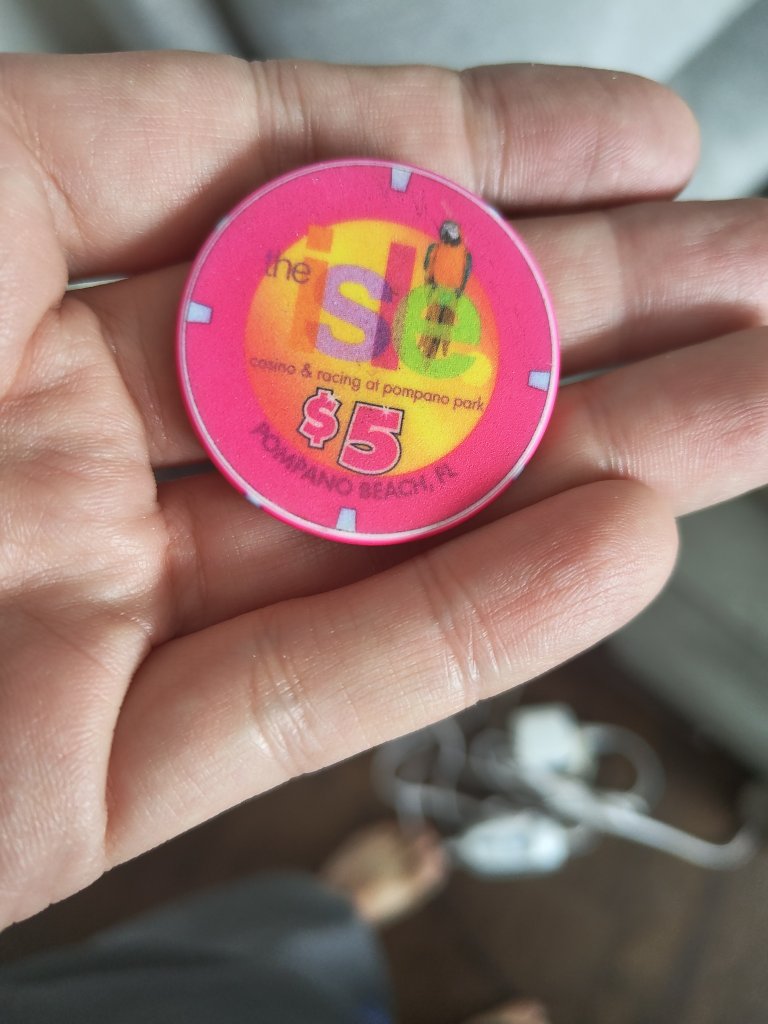 the isle
casino & racing at pompano park
$5
POMPANO BEACH, FL